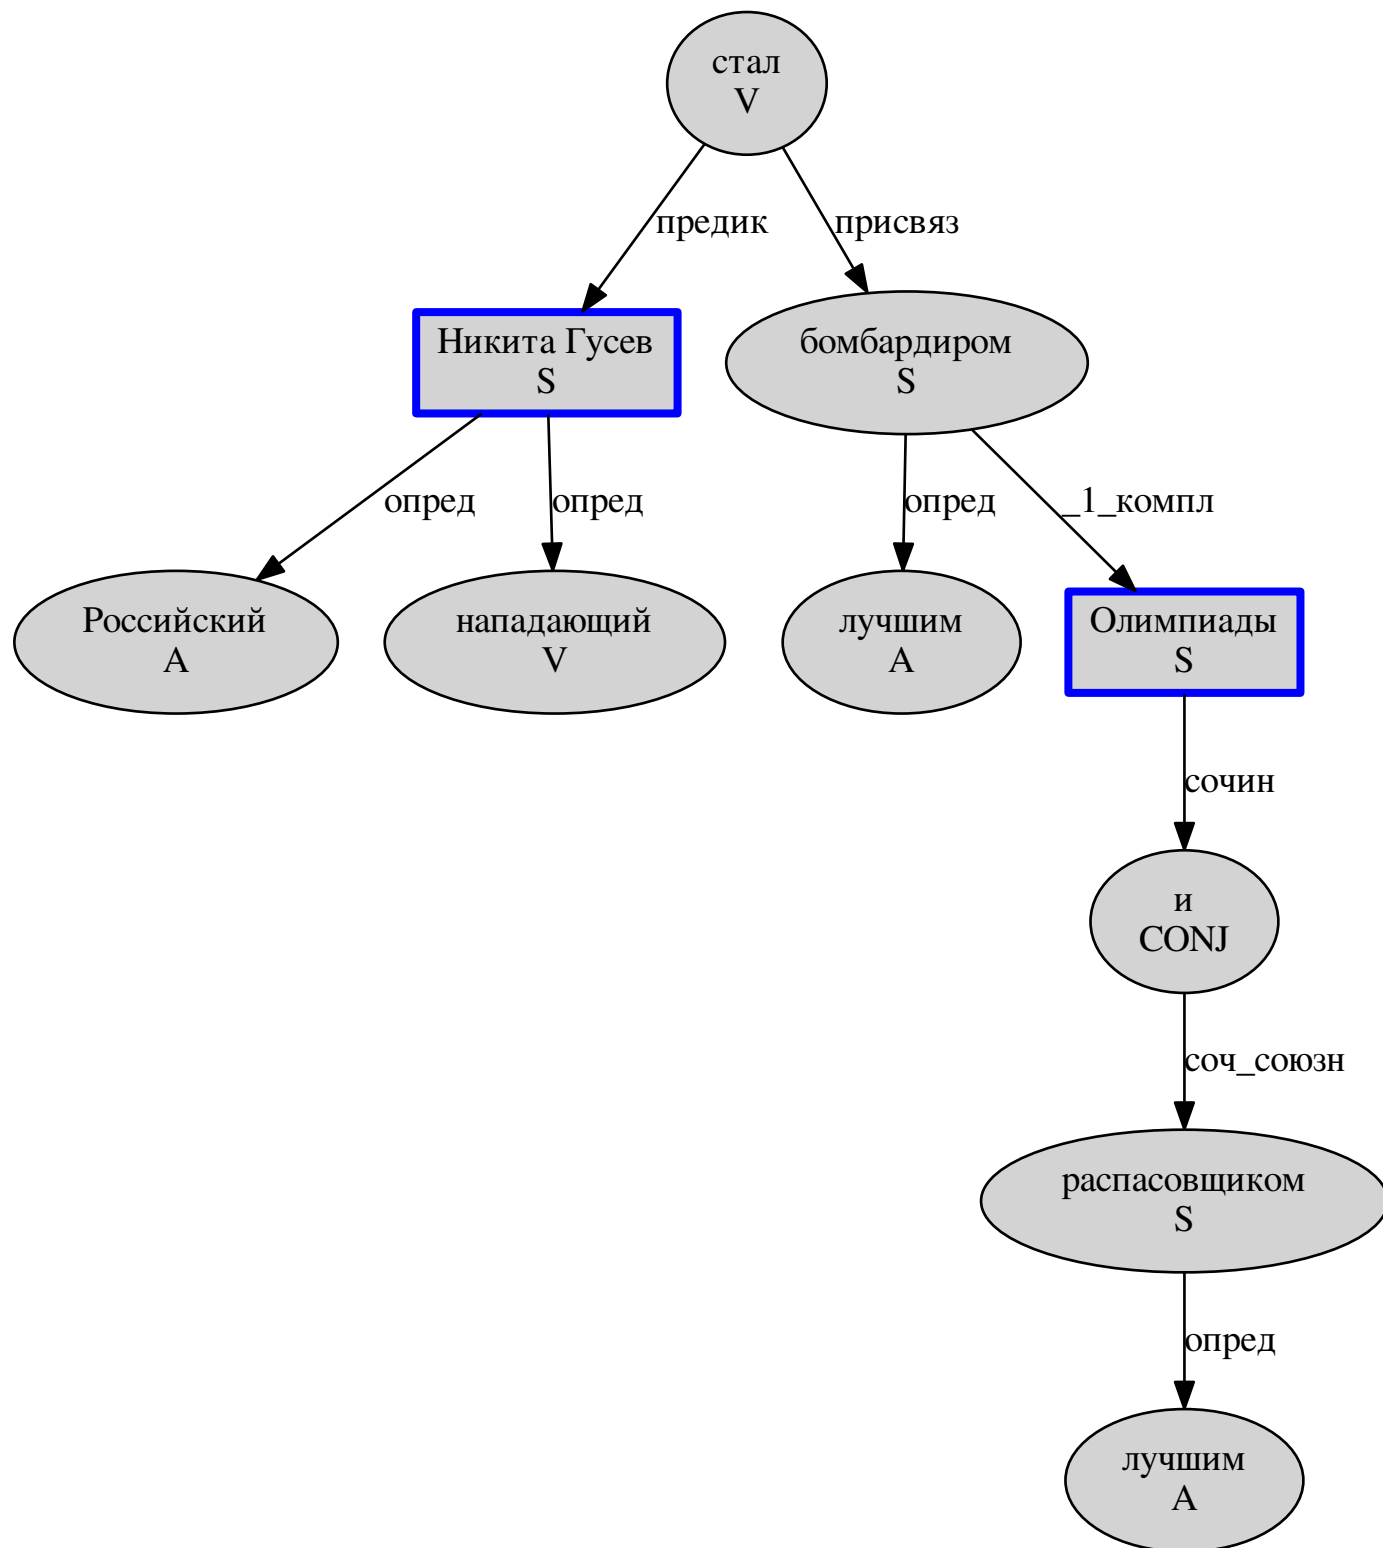 стал
V
предик
присвяз
Никита Гусев
S
бомбардиром
S
опред
опред
опред
_1_компл
Российский
A
нападающий
V
лучшим
A
Олимпиады
S
сочин
и
CONJ
соч_союзн
распасовщиком
S
опред
лучшим
A